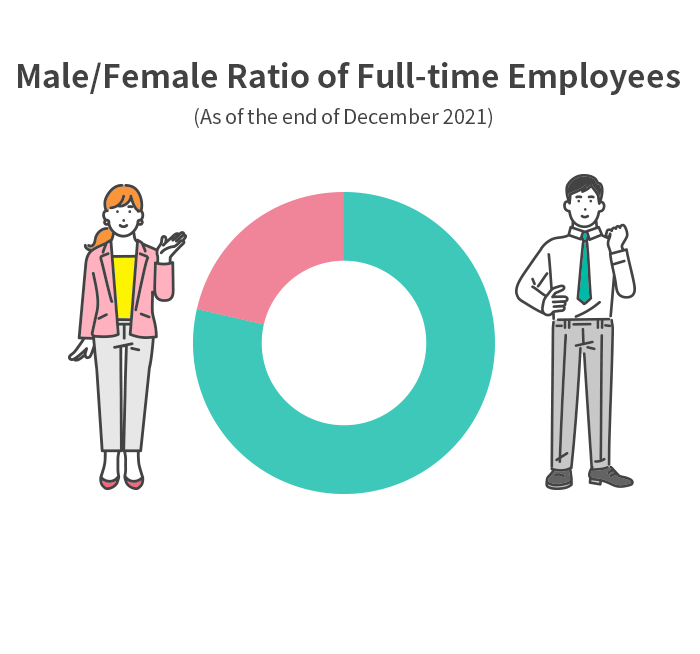 Male/Female Ratio of Full-time Employees
(As of the end of December 2021)